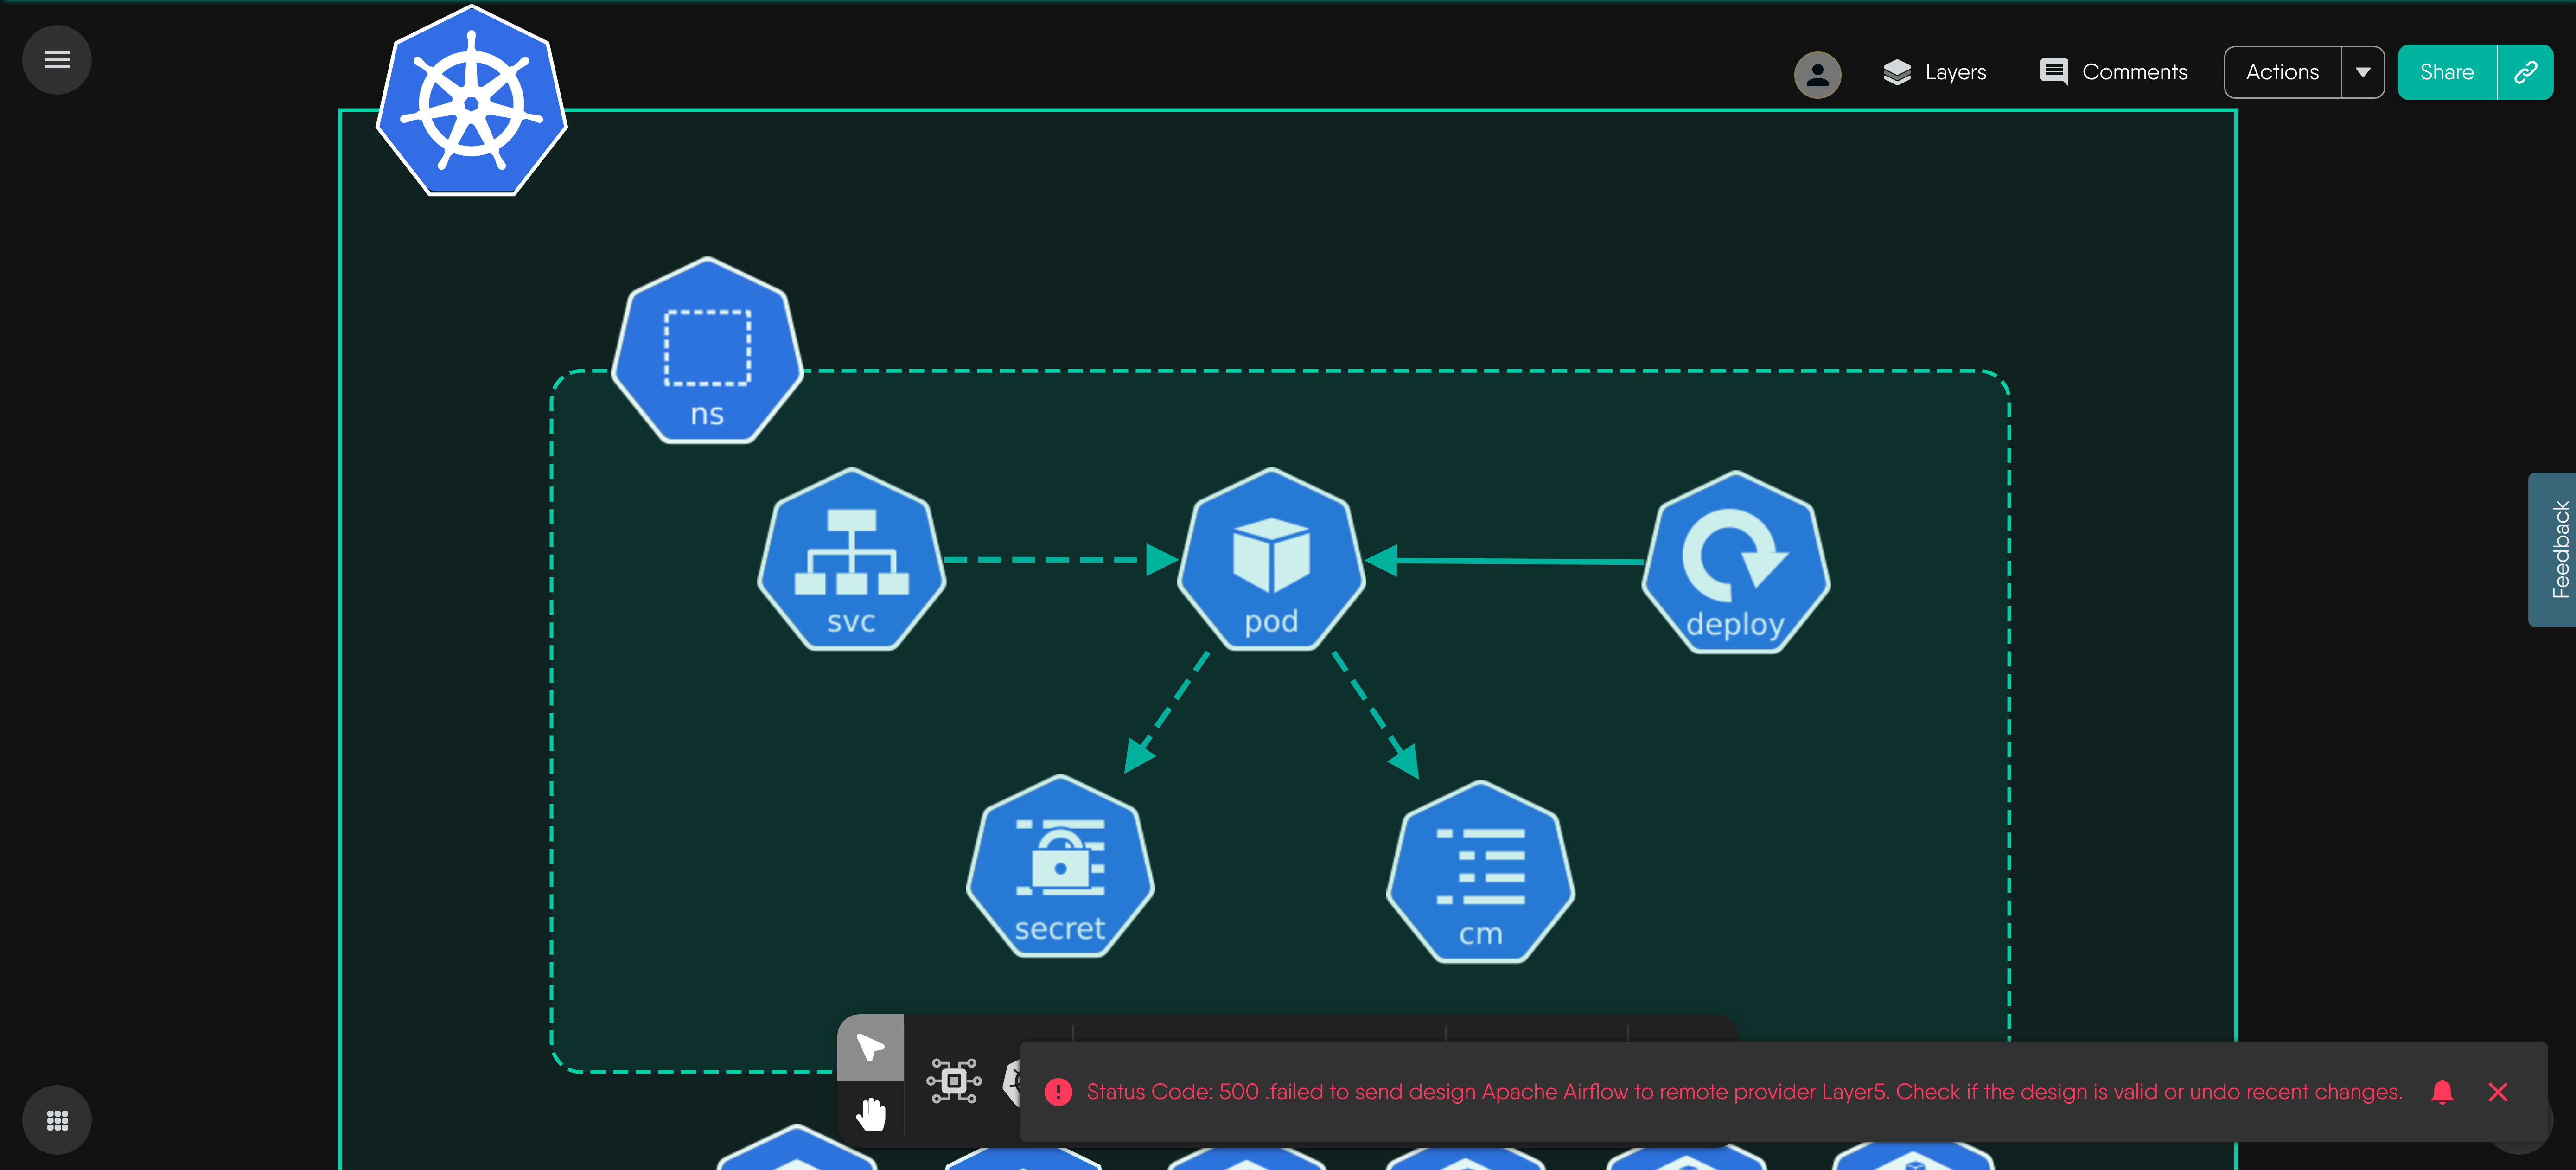 Layers
Comments
Actions
Share
ns
svc
pod
deploy
Feedback
secret
cm
Status Code: 500 .failed to send design Apache Airflow to remote provider Layer5. Check if the design is valid or undo recent changes.